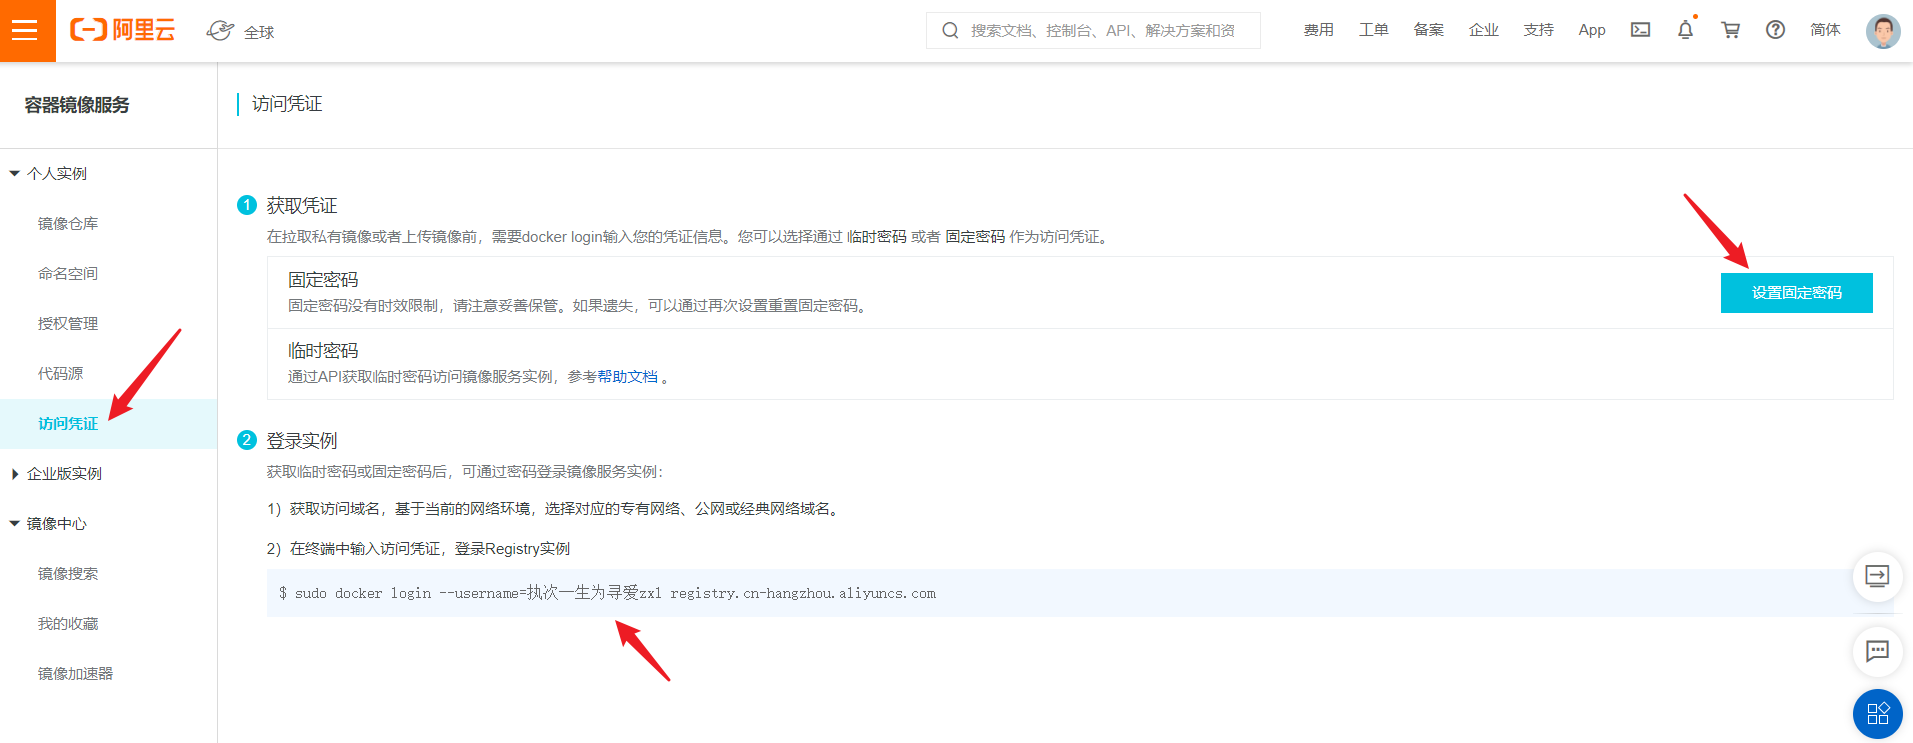 阿里云
全球
搜索文档、控制台、API、解决方案和资
费用
工单
备案
企业
支持
App
简体
容器镜像服务
访问凭证
个人实例
镜像仓库
命名空间
授权管理
代码源
访问凭证
企业版实例
镜像中心
镜像搜索
我的收藏
镜像加速器
1 获取凭证
在拉取私有镜像或者上传镜像前，需要docker login输入您的凭证信息。您可以选择通过 临时密码 或者 固定密码 作为访问凭证。
固定密码
固定密码没有时效限制，请注意妥善保管。如果遗失，可以通过再次设置重置固定密码。
设置固定密码
临时密码
通过API获取临时密码访问镜像服务实例，参考帮助文档 。
2 登录实例
获取临时密码或固定密码后，可通过密码登录镜像服务实例：
1）获取访问域名，基于当前的网络环境，选择对应的专有网络、公网或经典网络域名。
2）在终端中输入访问凭证，登录Registry实例
$ sudo docker login --username=执次一生为寻爱zxl registry.cn-hangzhou.aliyuncs.com